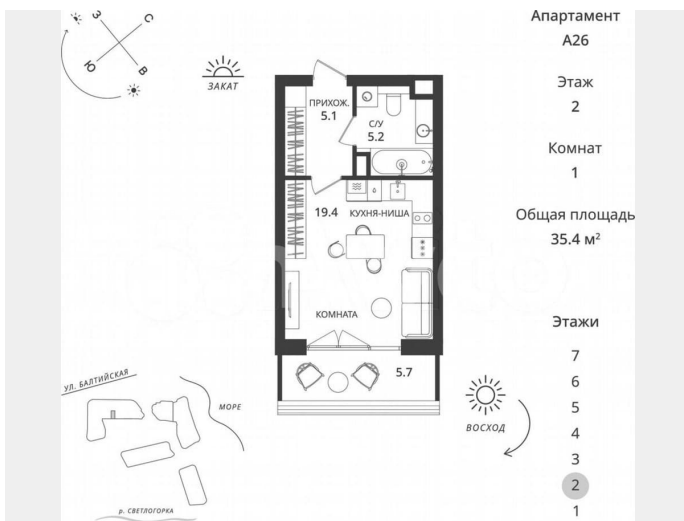 З
С
Ю
В
ЗАКАТ
Апартамент
А26
Этаж
2
Комнат
1
Общая площадь
35.4 м²
ПРИХОЖ.
5.1
С/У
5.2
19.4 КУХНЯ-НИША
КОМНАТА
5.7
ВОСХОД
УЛ. БАЛТИЙСКАЯ
МОРЕ
р. СВЕТЛОГОРКА
Этажи
7
6
5
4
3
2
1